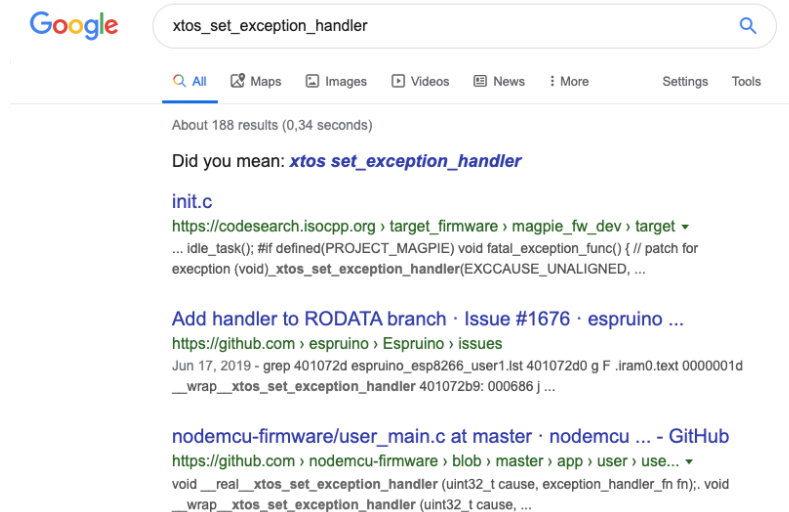 Google
xtos_set_exception_handler
All Maps Images Videos News More Settings Tools
About 188 results (0,34 seconds)
Did you mean: xtos set_exception_handler
init.c
https://codesearch.isocpp.org › target_firmware › magpie_fw_dev › target
... idle_task(); #if defined(PROJECT_MAGPIE) void fatal_exception_func() { // patch for
execption (void)_xtos_set_exception_handler(EXCCAUSE_UNALIGNED, ...
Add handler to RODATA branch · Issue #1676 · espruino ...
https://github.com › espruino › Espruino › issues
Jun 17, 2019 - grep 401072d espruino_esp8266_user1.lst 401072d0 g F .iram0.text 0000001d
__wrap__xtos_set_exception_handler 401072b9: 000686 j ...
nodemcu-firmware/user_main.c at master · nodemcu ... - GitHub
https://github.com › nodemcu-firmware › blob › master › app › user › use...
void __real__xtos_set_exception_handler (uint32_t cause, exception_handler_fn fn);. void
__wrap__xtos_set_exception_handler (uint32_t cause, ...